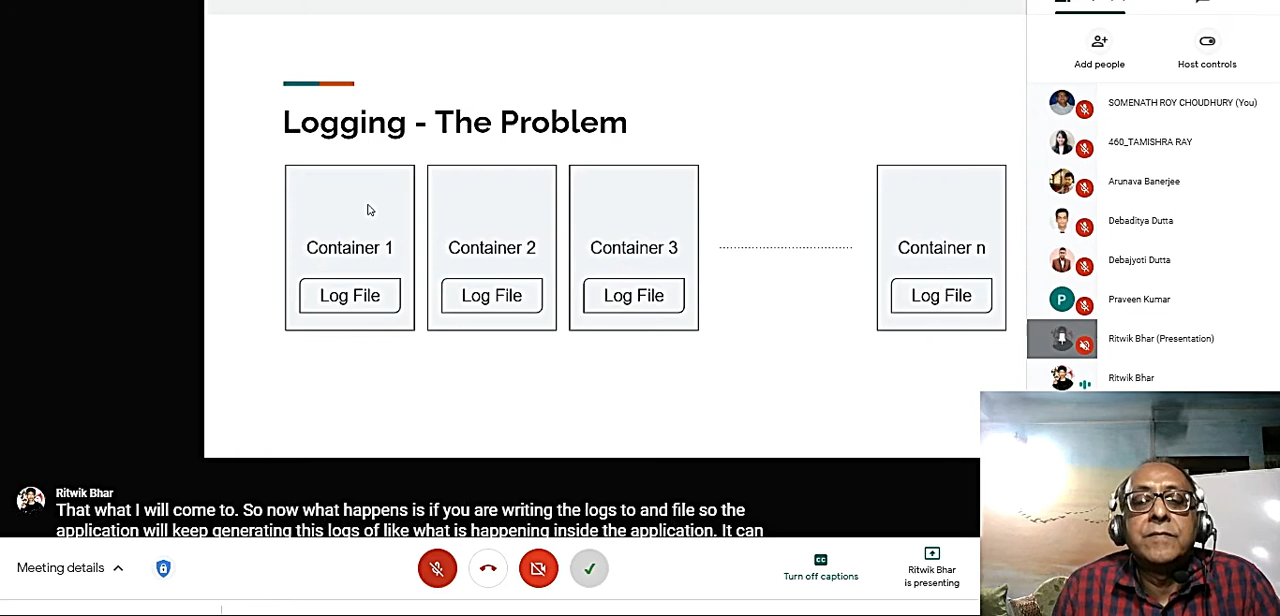 Logging - The Problem
Container 1
Container 2
Container 3
Container n
Log File
Log File
Log File
Log File
Add people
Host controls
SOMENATH ROY CHOUDHURY (You)
460_TAMISHRA RAY
Arunava Banerjee
Debaditya Dutta
Debajyoti Dutta
P
Praveen Kumar
Ritwik Bhar (Presentation)
Ritwik Bhar
Ritwik Bhar
That what I will come to. So now what happens is if you are writing the logs to and file so the
application will keep generating this logs of like what is happening inside the application. It can
Meeting details
CC
Turn off captions
Ritwik Bhar
is presenting